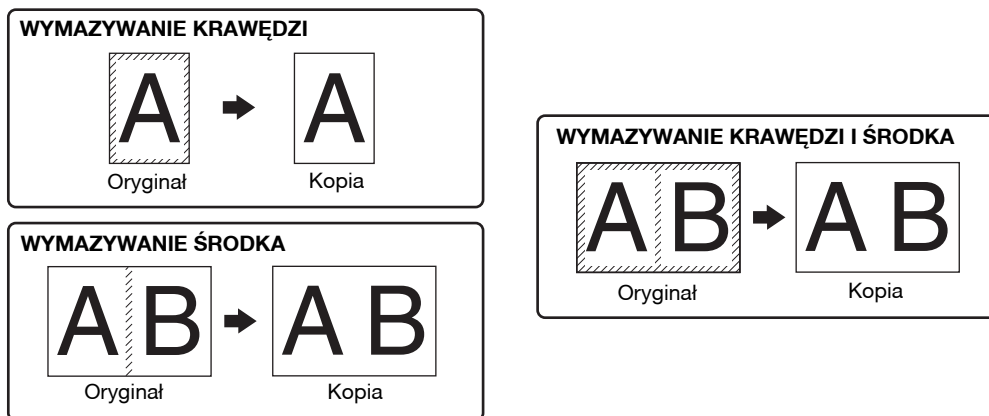 WYMAZYWANIE KRAWĘDZI
A A
Oryginał Kopia
WYMAZYWANIE ŚRODKA
A B A B
Oryginał Kopia
WYMAZYWANIE KRAWĘDZI I ŚRODKA
A B A B
Oryginał Kopia